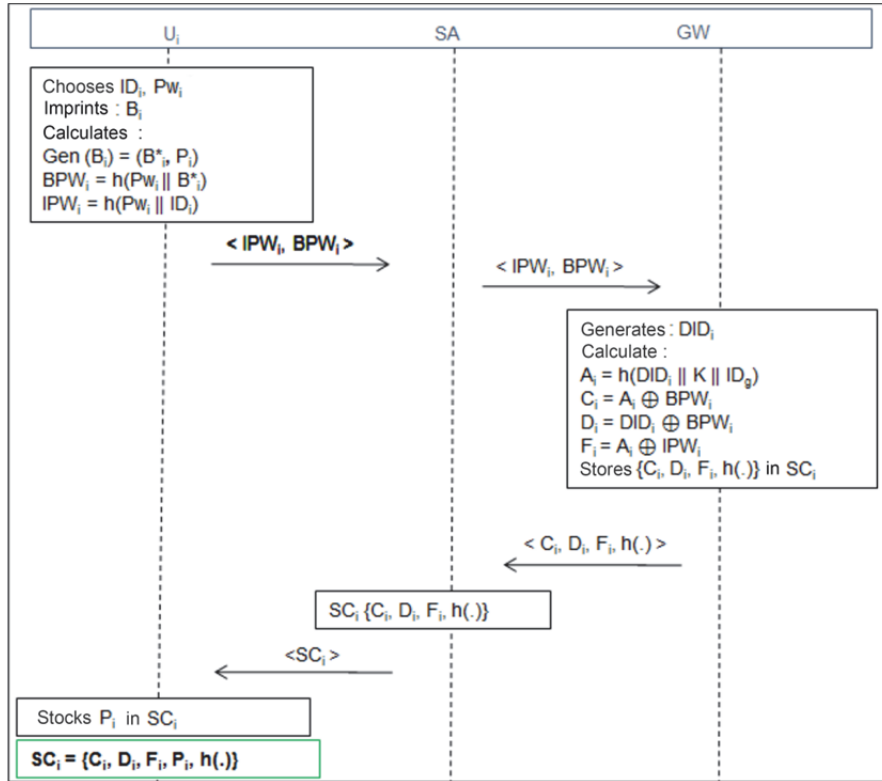 Uᵢ SA GW
Chooses IDᵢ, Pwᵢ
Imprints : Bᵢ
Calculates :
Gen (Bᵢ) = (B*ᵢ, Pᵢ)
BPWᵢ = h(Pwᵢ || B*ᵢ)
IPWᵢ = h(Pwᵢ || IDᵢ)
< IPWᵢ, BPWᵢ >
< IPWᵢ, BPWᵢ >
Generates : DIDᵢ
Calculate :
Aᵢ = h(DIDᵢ || K || ID_g)
Cᵢ = Aᵢ ⊕ BPWᵢ
Dᵢ = DIDᵢ ⊕ BPWᵢ
Fᵢ = Aᵢ ⊕ IPWᵢ
Stores {Cᵢ, Dᵢ, Fᵢ, h(.)} in SCᵢ
< Cᵢ, Dᵢ, Fᵢ, h(.) >
SCᵢ {Cᵢ, Dᵢ, Fᵢ, h(.)}
<SCᵢ >
Stocks Pᵢ in SCᵢ
SCᵢ = {Cᵢ, Dᵢ, Fᵢ, Pᵢ, h(.)}